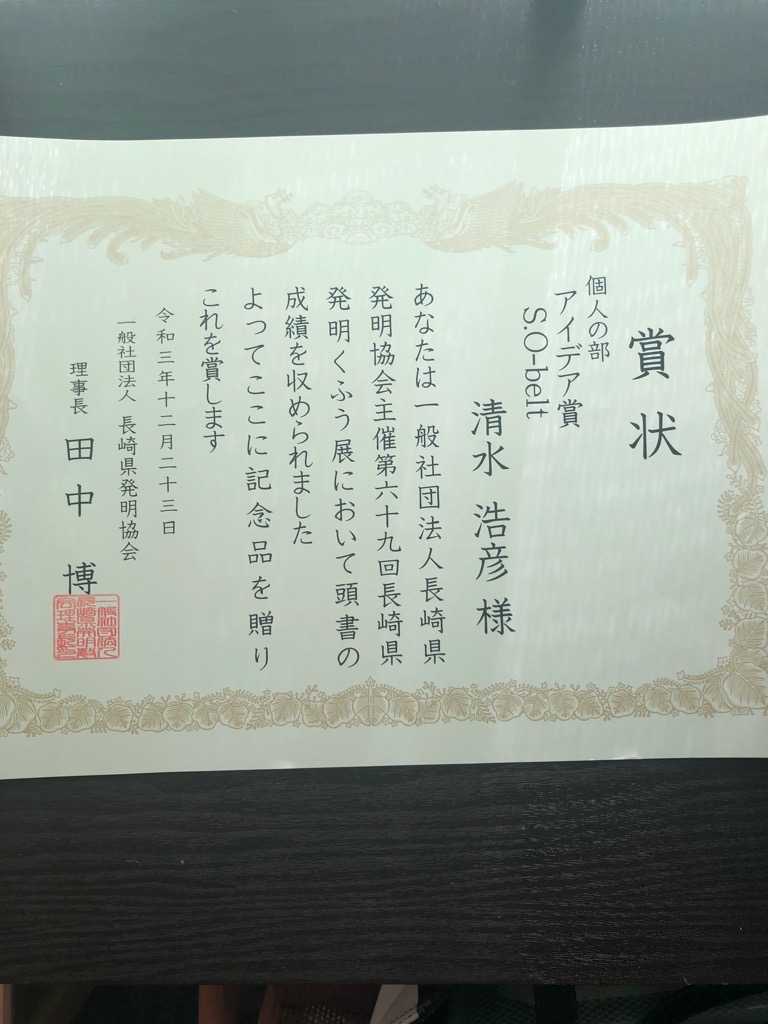 賞状
個人の部
アイデア賞
S.O-belt
清水 浩彦 様
あなたは一般社団法人長崎県
発明協会主催第六十九回長崎県
発明くふう展において頭書の
成績を収められました
よってここに記念品を贈り
これを賞します
令和三年十二月二十三日
一般社団法人 長崎県発明協会
理事長 田中 博